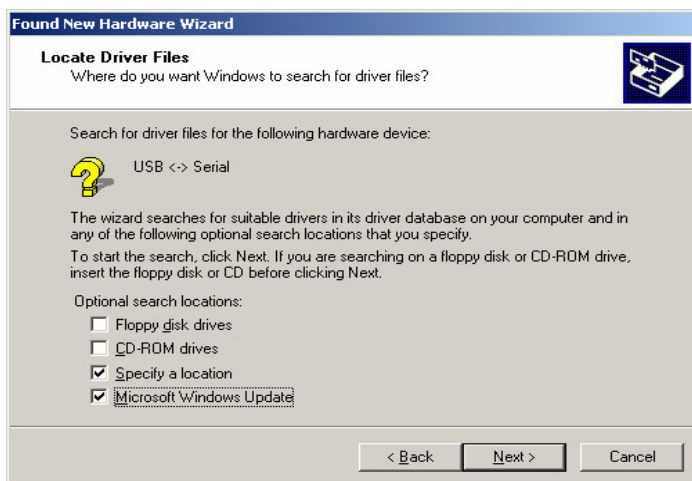 Found New Hardware Wizard
Locate Driver Files
Where do you want Windows to search for driver files?
Search for driver files for the following hardware device:
USB <-> Serial
The wizard searches for suitable drivers in its driver database on your computer and in
any of the following optional search locations that you specify.
To start the search, click Next. If you are searching on a floppy disk or CD-ROM drive,
insert the floppy disk or CD before clicking Next.
Optional search locations:
Floppy disk drives
CD-ROM drives
Specify a location
Microsoft Windows Update
< Back Next > Cancel